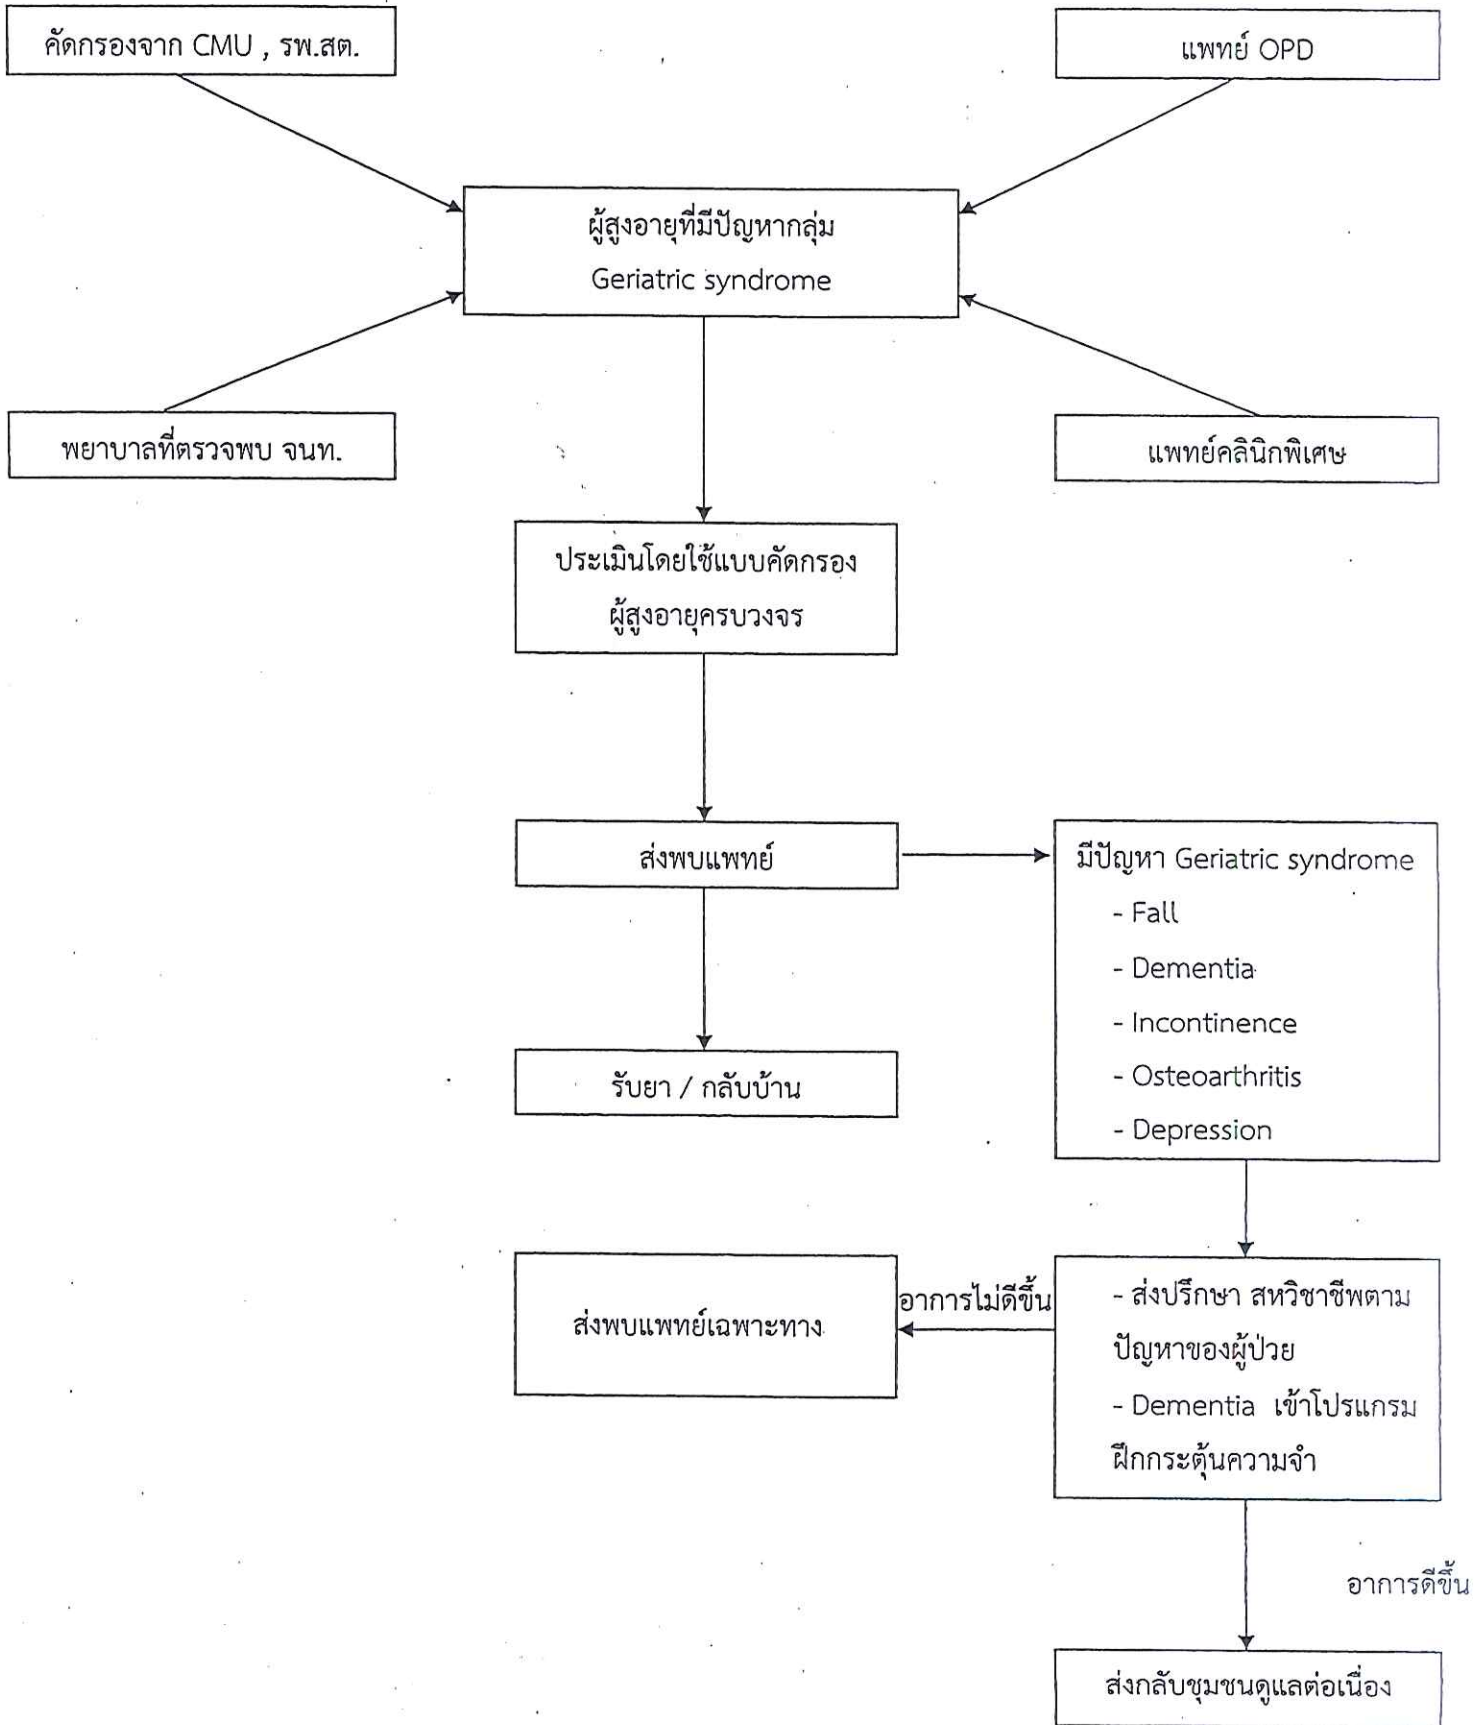 คัดกรองจาก CMU , รพ.สต.
แพทย์ OPD
ผู้สูงอายุที่มีปัญหากลุ่ม
Geriatric syndrome
พยาบาลที่ตรวจพบ จนท.
แพทย์คลินิกพิเศษ
ประเมินโดยใช้แบบคัดกรอง
ผู้สูงอายุครบวงจร
ส่งพบแพทย์
มีปัญหา Geriatric syndrome
- Fall
- Dementia
- Incontinence
- Osteoarthritis
- Depression
รับยา / กลับบ้าน
ส่งพบแพทย์เฉพาะทาง
อาการไม่ดีขึ้น
- ส่งปรึกษา สหวิชาชีพตาม
ปัญหาของผู้ป่วย
- Dementia เข้าโปรแกรม
ฝึกกระตุ้นความจำ
อาการดีขึ้น
ส่งกลับชุมชนดูแลต่อเนื่อง